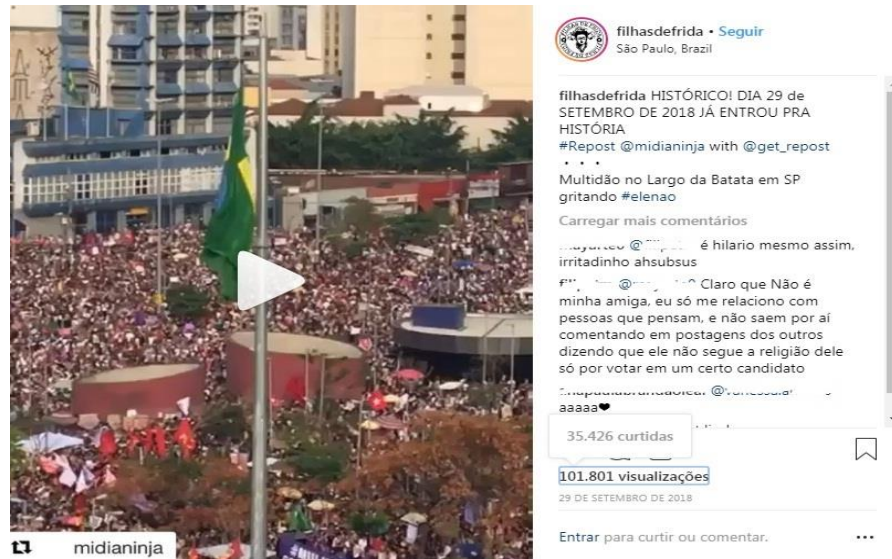 filhasdefrida • Seguir
São Paulo, Brazil
filhasdefrida HISTÓRICO! DIA 29 de
SETEMBRO DE 2018 JÁ ENTROU PRA
HISTÓRIA
#Repost @midianinja with @get_repost
• • •
Multidão no Largo da Batata em SP
gritando #elenao
Carregar mais comentários
é hilario mesmo assim,
irritadinho ahsubsus
Claro que Não é
minha amiga, eu só me relaciono com
pessoas que pensam, e não saem por aí
comentando em postagens dos outros
dizendo que ele não segue a religião dele
só por votar em um certo candidato
aaaaa❤
35.426 curtidas
101.801 visualizações
29 DE SETEMBRO DE 2018
Entrar para curtir ou comentar.
midianinja